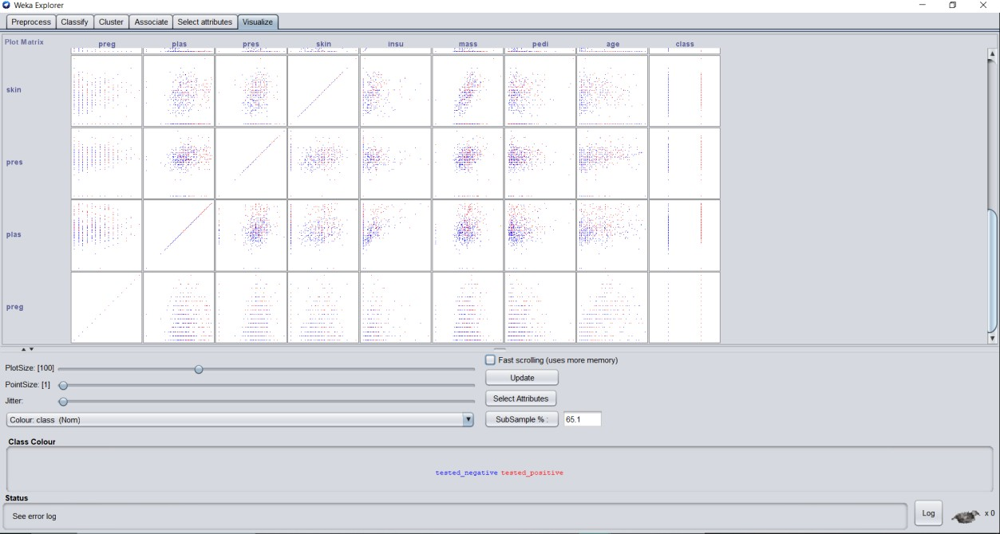 Weka Explorer
Preprocess Classify Cluster Associate Select attributes Visualize
Plot Matrix preg plas pres skin insu mass pedi age class
skin
pres
plas
preg
PlotSize: [100]
PointSize: [1]
Jitter:
Colour: class (Nom)
Fast scrolling (uses more memory)
Update
Select Attributes
SubSample % : 65.1
Class Colour
tested_negative tested_positive
Status
See error log
Log x 0